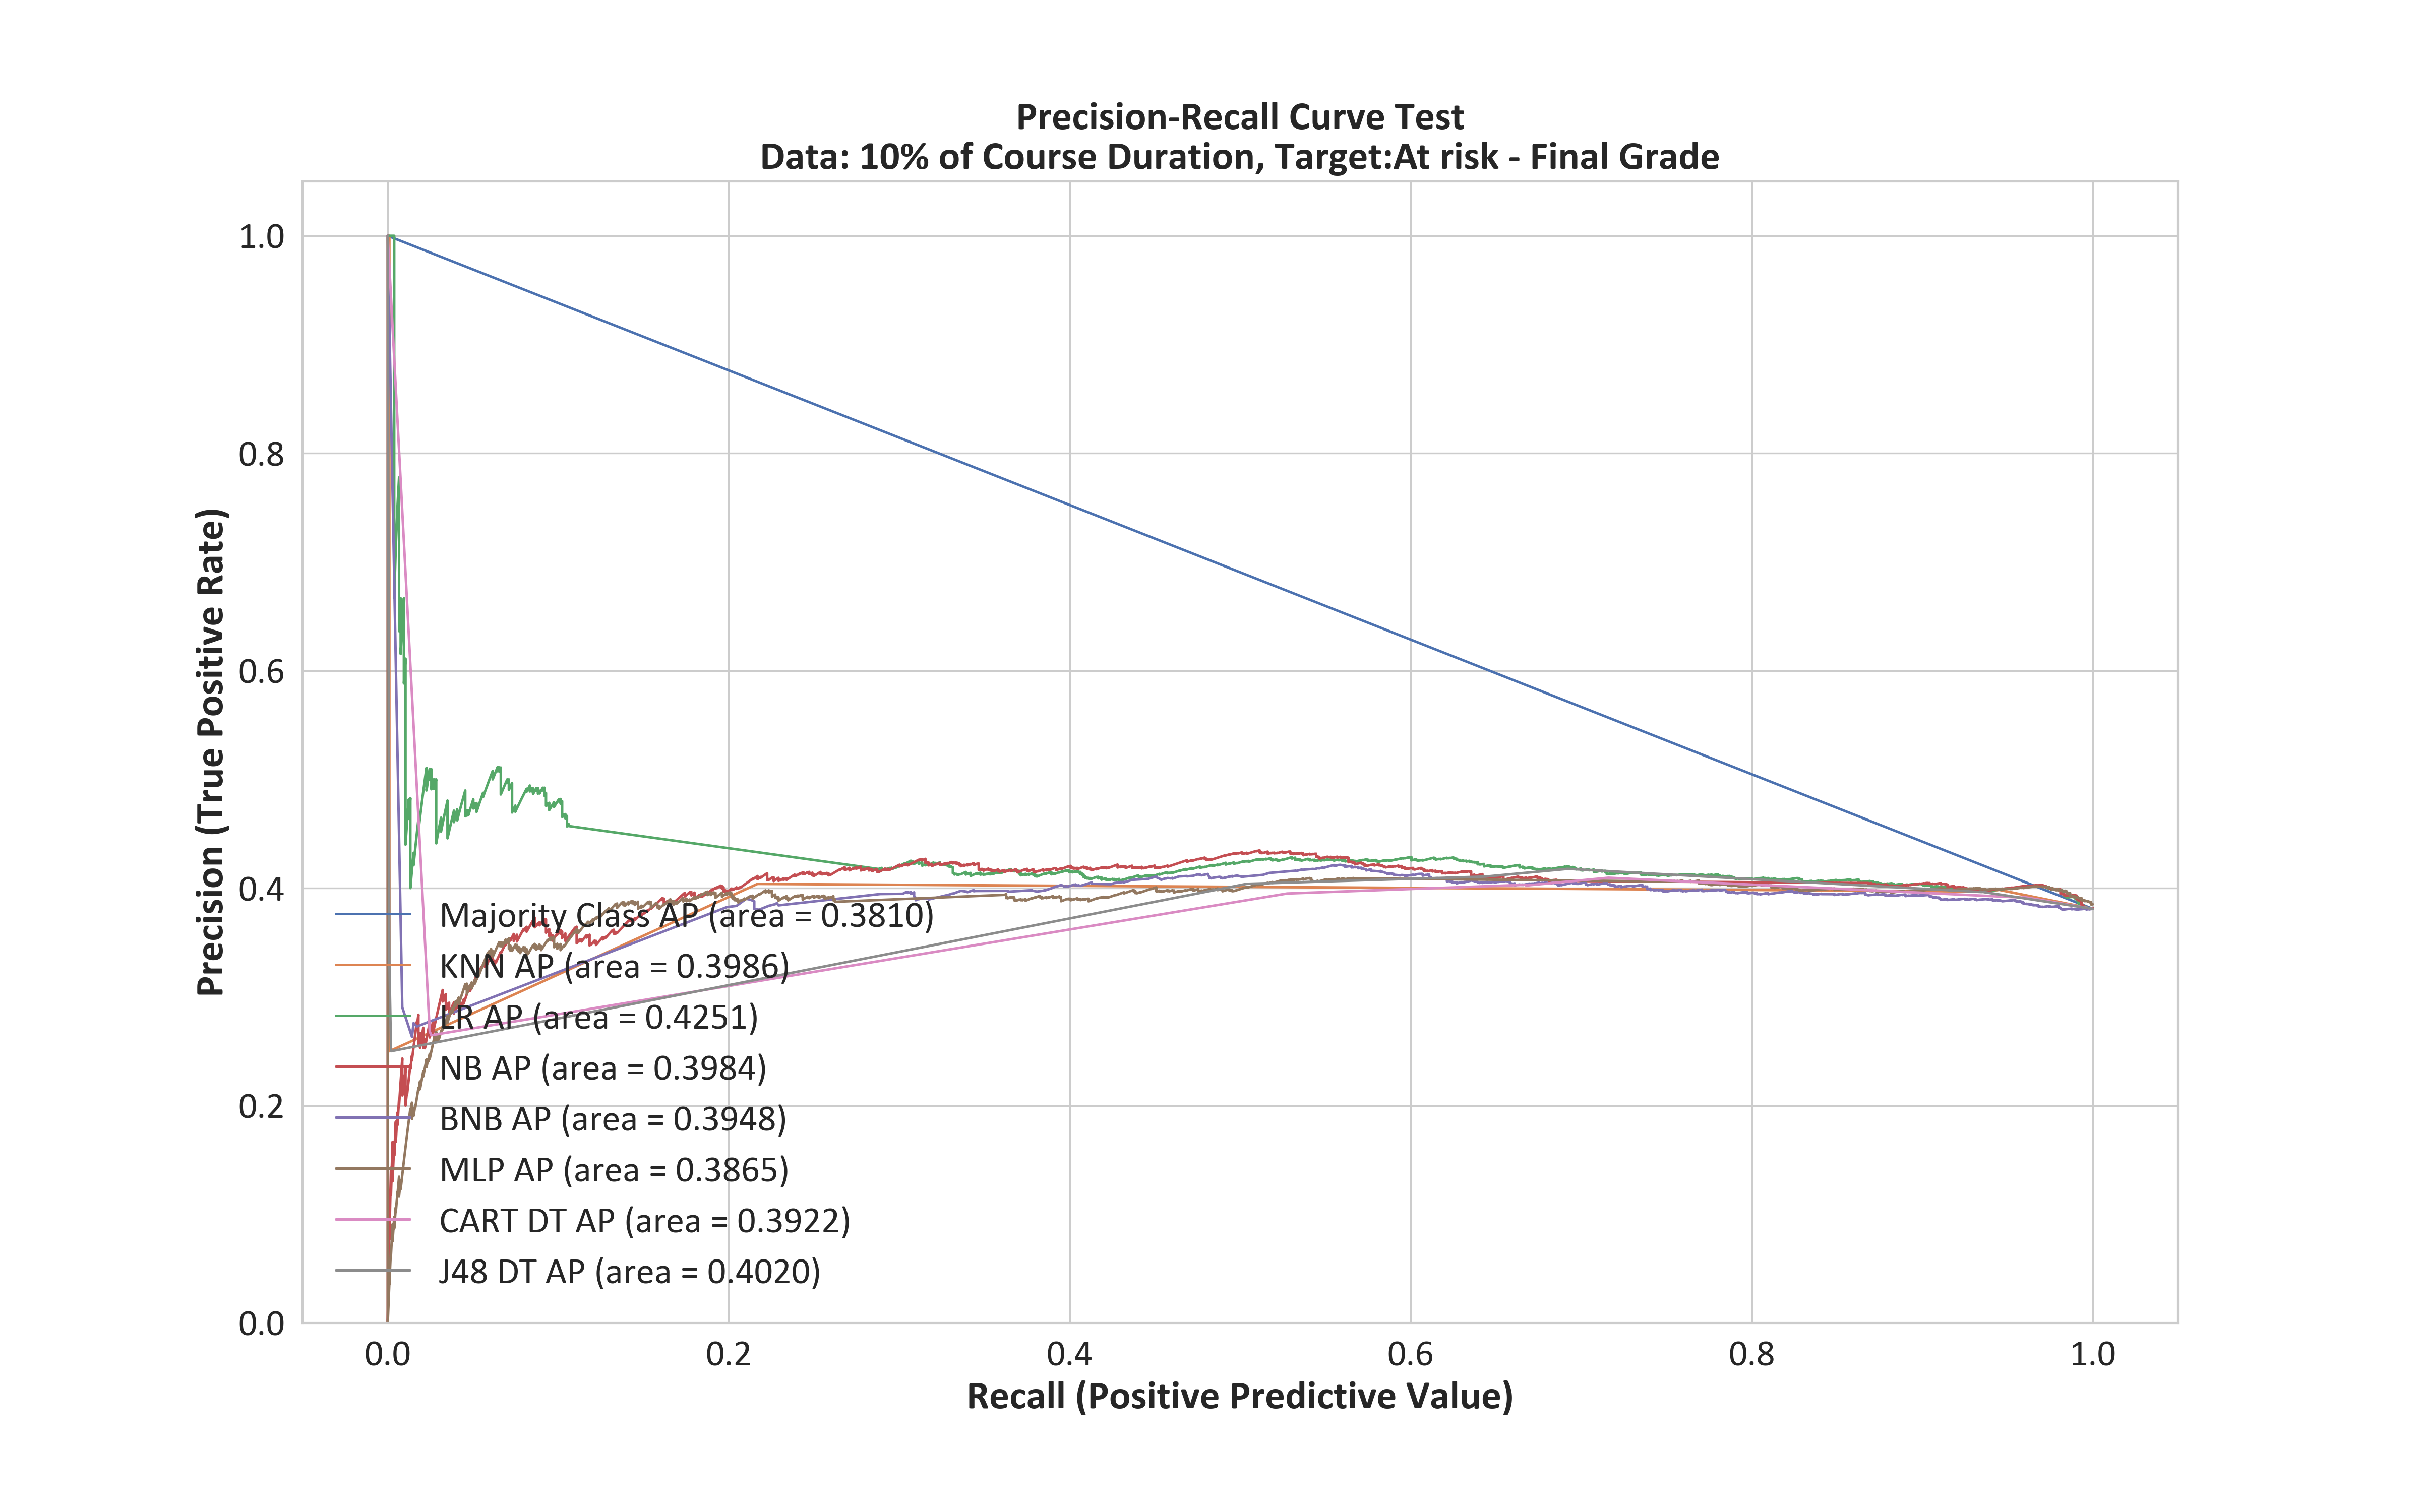 Precision-Recall Curve Test
Data: 10% of Course Duration, Target:At risk - Final Grade
Precision (True Positive Rate)
1.0
0.8
0.6
0.4
0.2
0.0
Majority Class AP (area = 0.3810)
KNN AP (area = 0.3986)
LR AP (area = 0.4251)
NB AP (area = 0.3984)
BNB AP (area = 0.3948)
MLP AP (area = 0.3865)
CART DT AP (area = 0.3922)
J48 DT AP (area = 0.4020)
0.0 0.2 0.4 0.6 0.8 1.0
Recall (Positive Predictive Value)